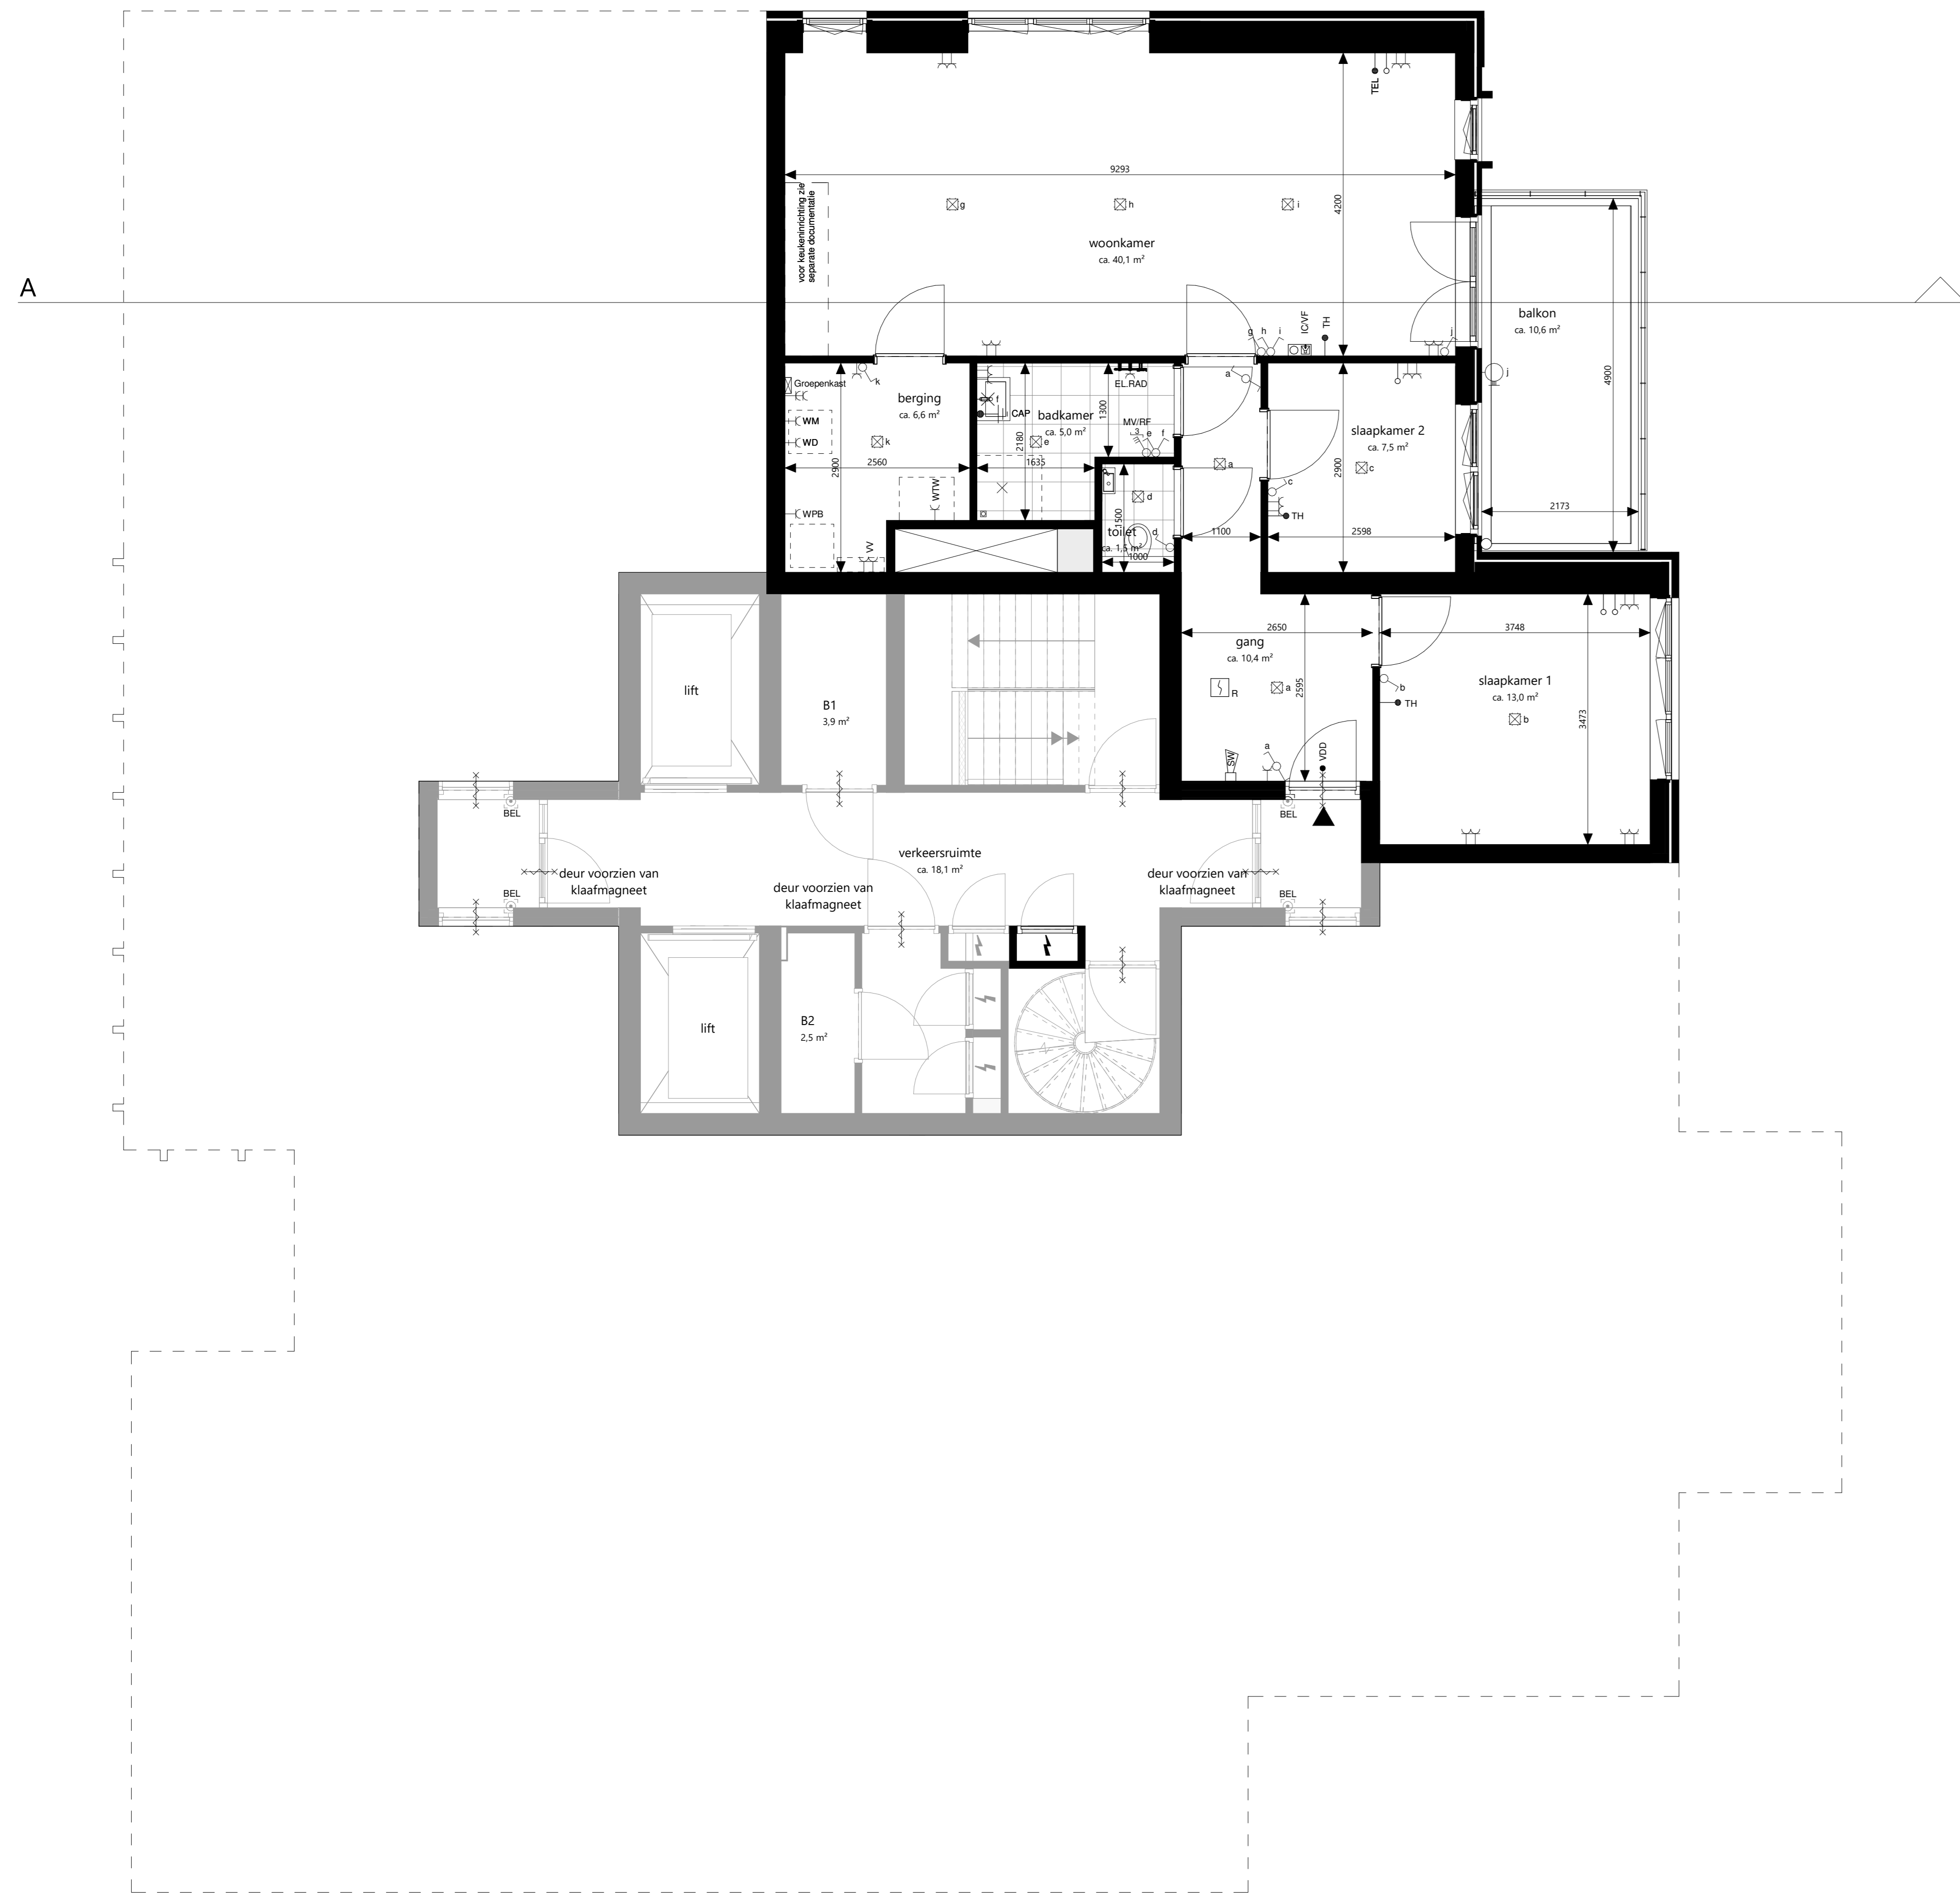 TEL
9293
4200
voor keukeninrichting zie
separate documentatie
g
h
i
woonkamer
ca. 40,1 m²
A
balkon
ca. 10,6 m²
4900
2173
g h i
IC/VF
TH
j
j
Groepenkast
k
WM
WD
berging
ca. 6,6 m²
k
2900
2560
WTW
WPB
VV
f
CAP
badkamer
ca. 5,0 m²
e
2180
1635
1300
EL.RAD
MV/RF
3
e f
a
a
d
d
1500
toilet
ca. 1,5 m²
1000
1100
slaapkamer 2
ca. 7,5 m²
c
c
TH
2900
2598
2650
gang
ca. 10,4 m²
R
a
2595
SW
a
VDD
3748
slaapkamer 1
ca. 13,0 m²
b
b
TH
3473
lift
B1
3,9 m²
BEL
BEL
BEL
BEL
verkeersruimte
ca. 18,1 m²
deur voorzien van
klaafmagneet
deur voorzien van
klaafmagneet
deur voorzien van
klaafmagneet
lift
B2
2,5 m²